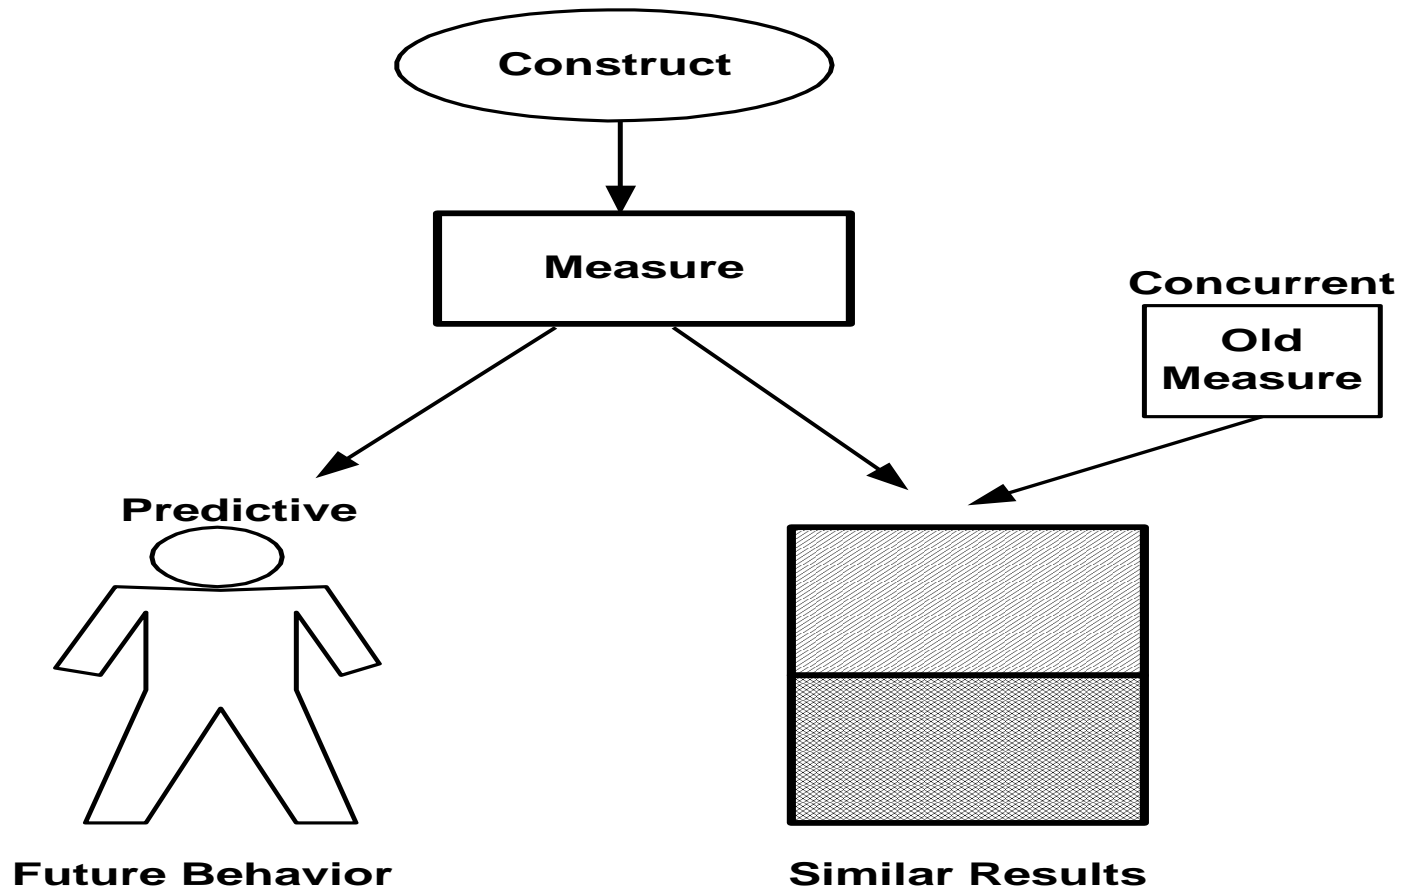 Construct
Measure
Concurrent
Old
Measure
Predictive
Future Behavior
Similar Results